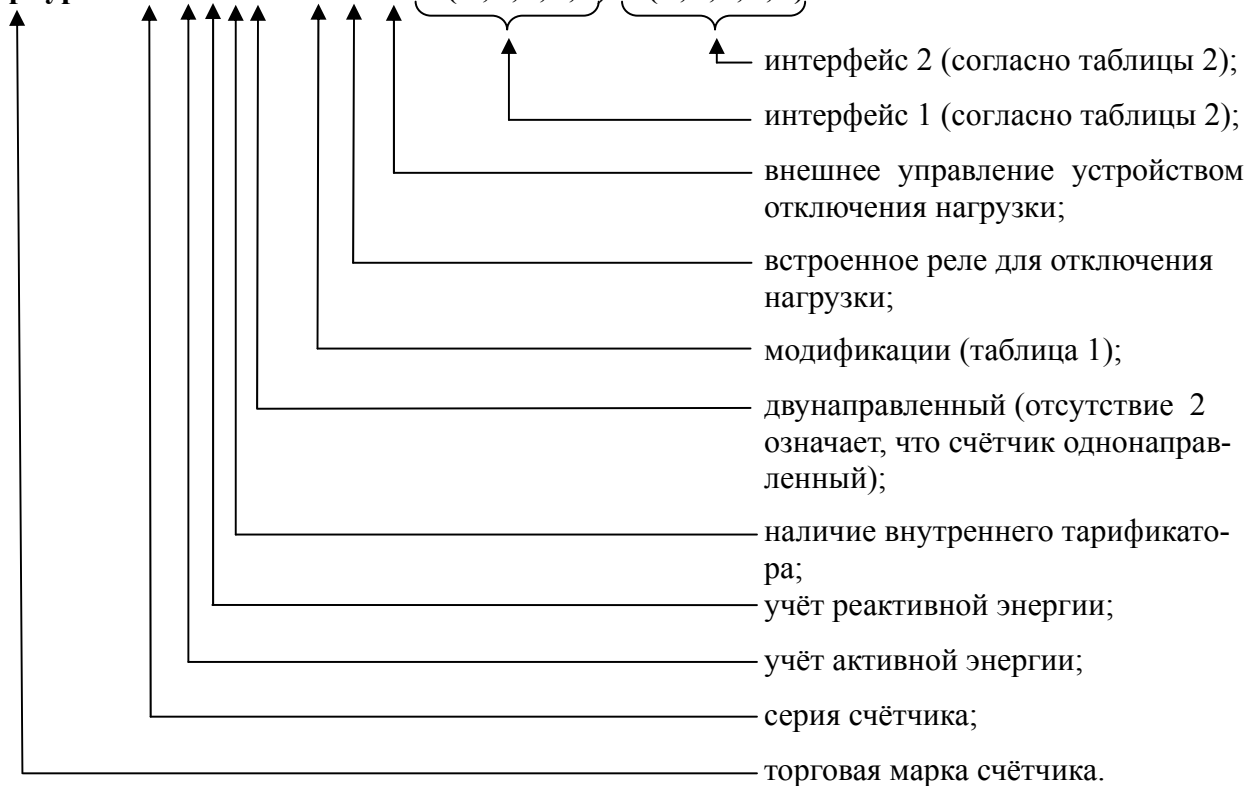 интерфейс 2 (согласно таблицы 2);
интерфейс 1 (согласно таблицы 2);
внешнее управление устройством
отключения нагрузки;
встроенное реле для отключения
нагрузки;
модификации (таблица 1);
двунаправленный (отсутствие 2
означает, что счётчик однонаправ-
ленный);
наличие внутреннего тарификато-
ра;
учёт реактивной энергии;
учёт активной энергии;
серия счётчика;
торговая марка счётчика.